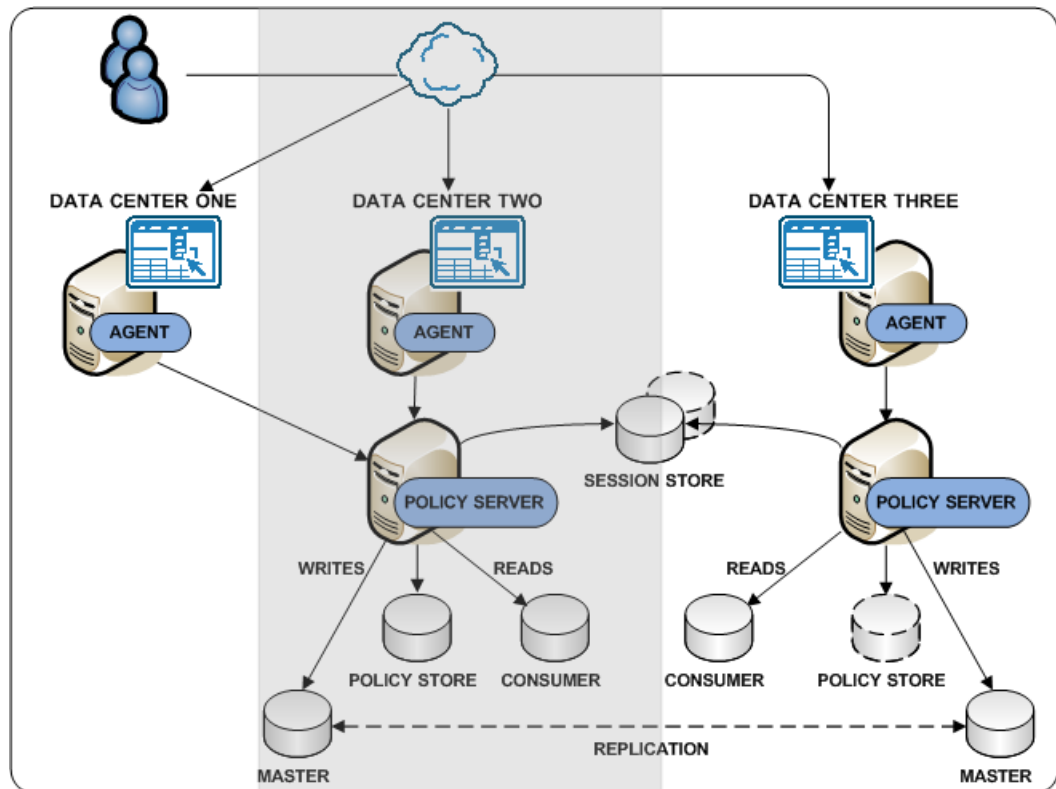 DATA CENTER ONE
DATA CENTER TWO
DATA CENTER THREE
AGENT
AGENT
AGENT
SESSION STORE
POLICY SERVER
POLICY SERVER
WRITES
READS
READS
WRITES
POLICY STORE
CONSUMER
CONSUMER
POLICY STORE
REPLICATION
MASTER
MASTER